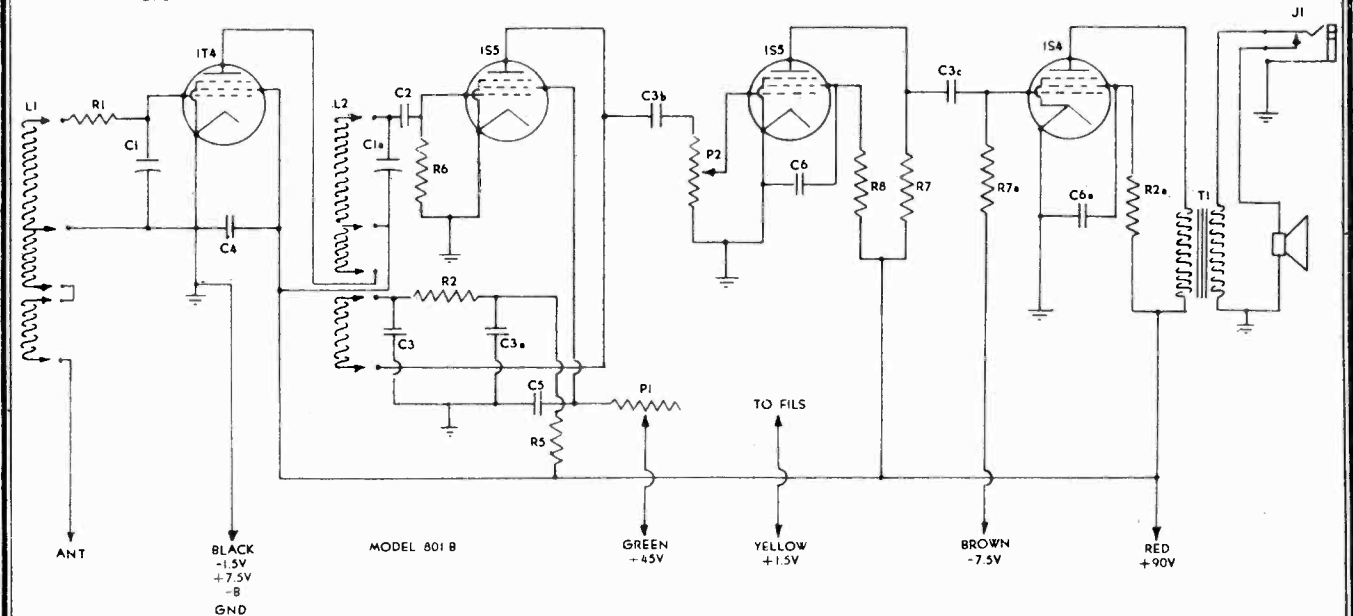 J1
1T4
1S5
1S5
1S4
L1
R1
L2
C2
C3b
C3c
C1
C1a
R6
P2
C6
R8
R7
R7a
C6a
R2a
T1
C4
R2
C3
C3a
C5
P1
R5
TO FILS
ANT
BLACK
-1.5V
+7.5V
-B
GND
MODEL 801 B
GREEN
+45V
YELLOW
+1.5V
BROWN
-7.5V
RED
+90V